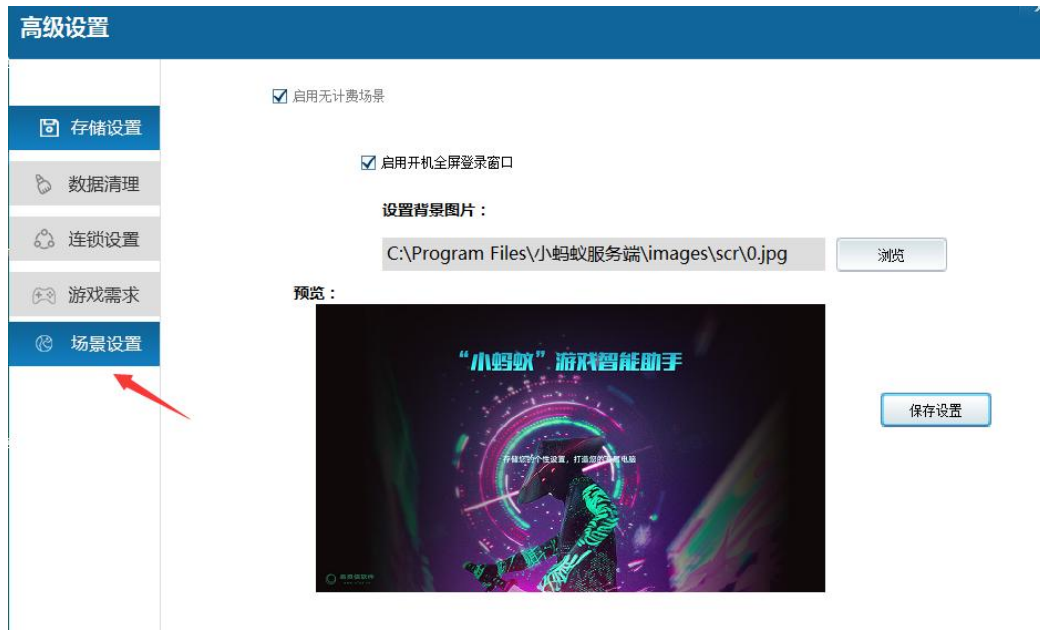 高级设置
启用无计费场景
存储设置
启用开机全屏登录窗口
数据清理
设置背景图片：
连锁设置
C:\Program Files\小蚂蚁服务端\images\scr\0.jpg
浏览
游戏需求
预览：
场景设置
“小蚂蚁”游戏智能助手
保存设置